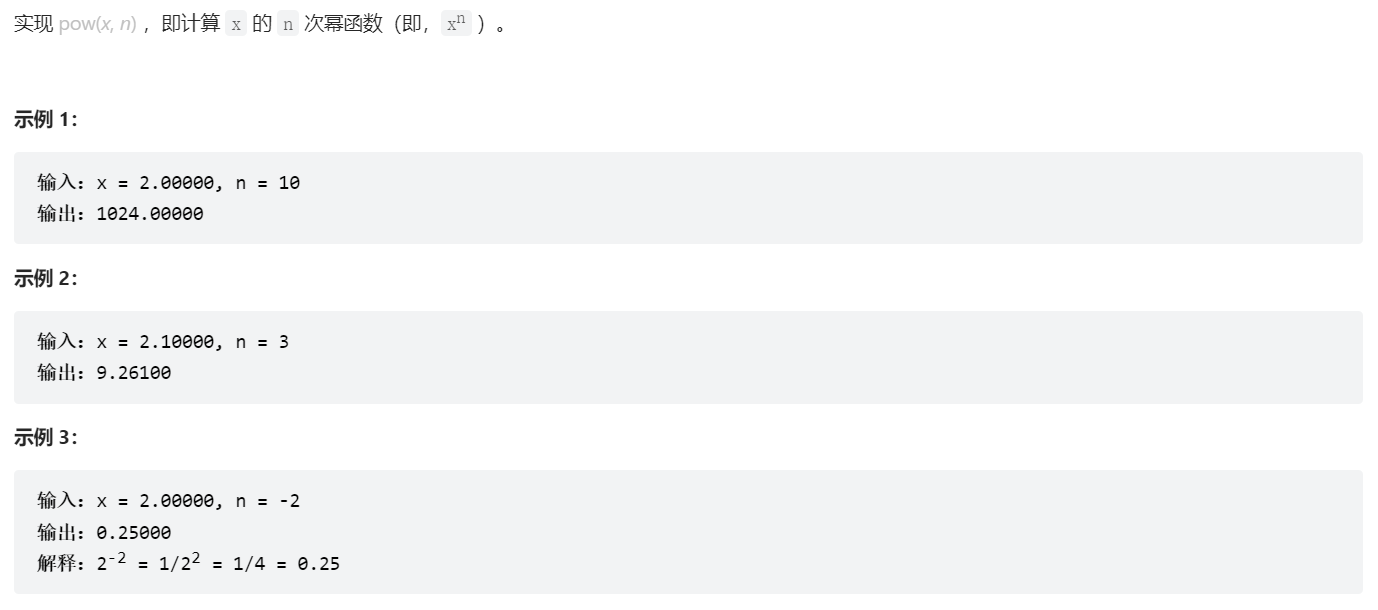 实现 pow(x, n) ，即计算 x 的 n 次幂函数（即，xⁿ ）。
示例 1：
输入：x = 2.00000, n = 10
输出：1024.00000
示例 2：
输入：x = 2.10000, n = 3
输出：9.26100
示例 3：
输入：x = 2.00000, n = -2
输出：0.25000
解释：2⁻² = 1/2² = 1/4 = 0.25